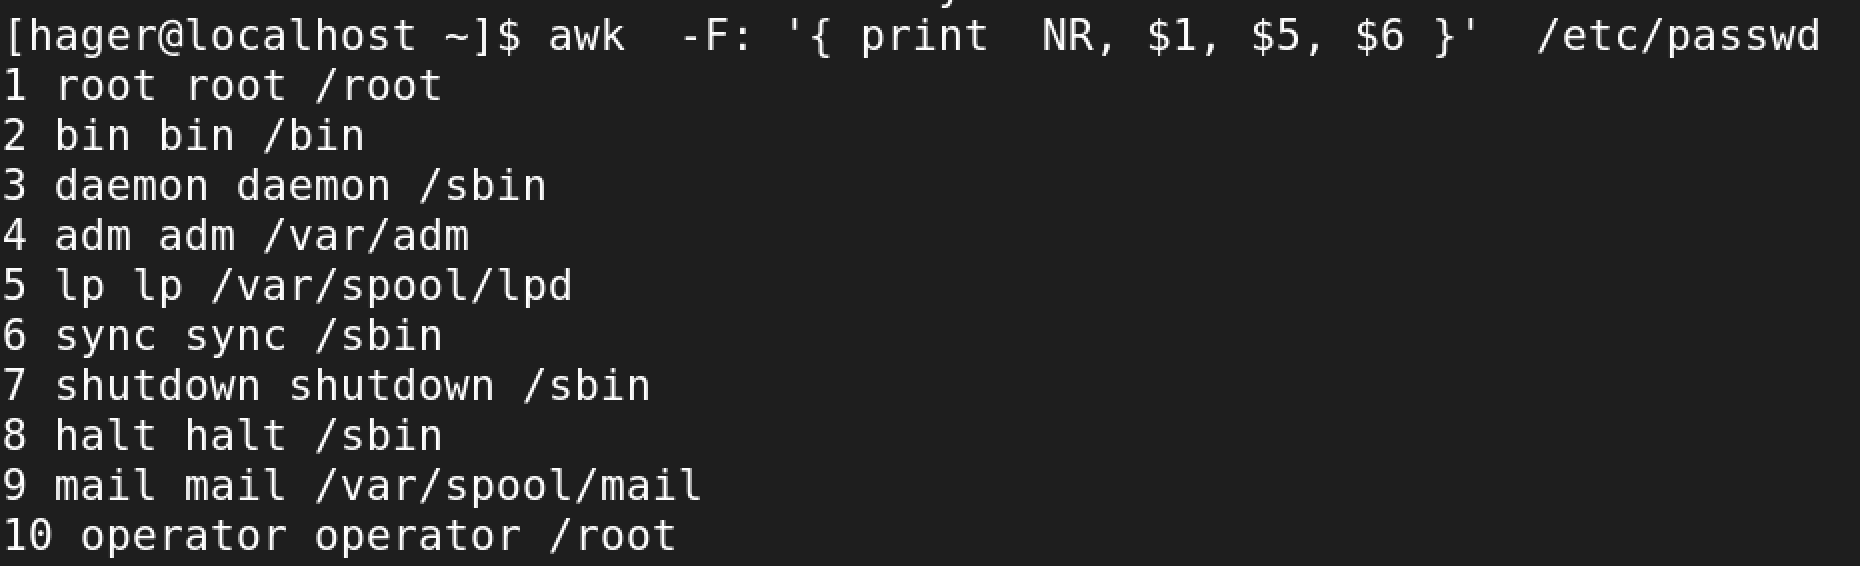 [hager@localhost ~]$ awk  -F: '{ print  NR, $1, $5, $6 }'  /etc/passwd
1 root root /root
2 bin bin /bin
3 daemon daemon /sbin
4 adm adm /var/adm
5 lp lp /var/spool/lpd
6 sync sync /sbin
7 shutdown shutdown /sbin
8 halt halt /sbin
9 mail mail /var/spool/mail
10 operator operator /root